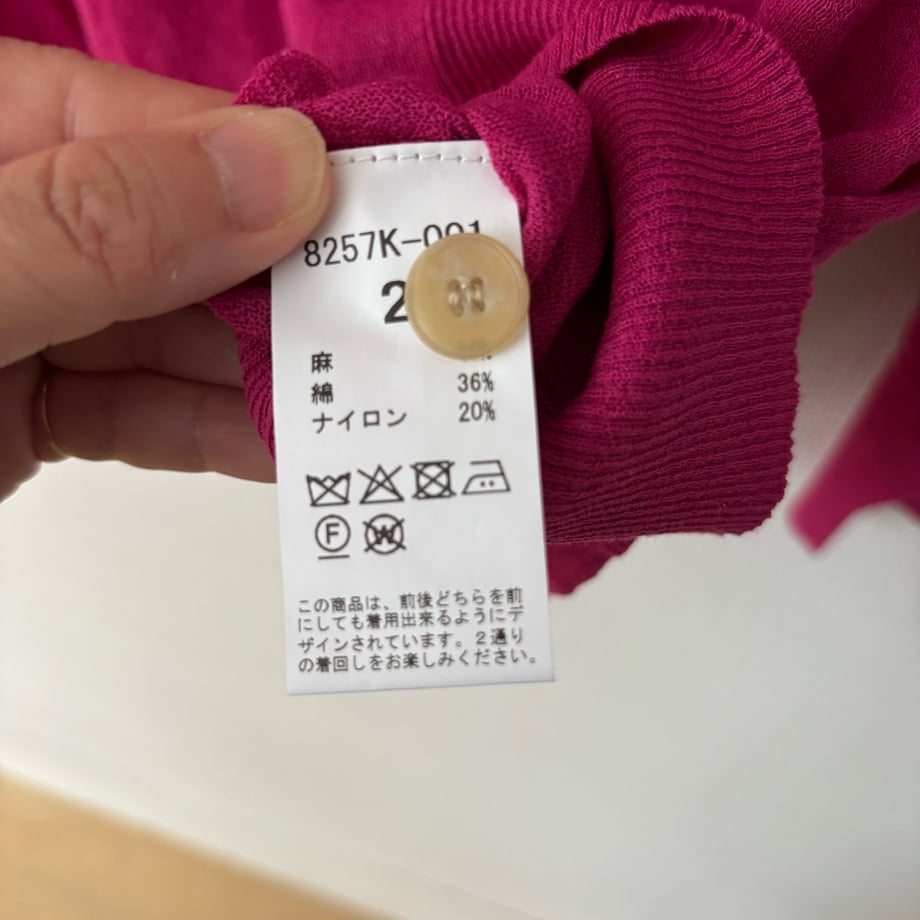 8257K-091
2
麻
綿 36%
ナイロン 20%
F
W
この商品は、前後どちらを前
にしても着用出来るようにデ
ザインされています。2通り
の着回しをお楽しみください。